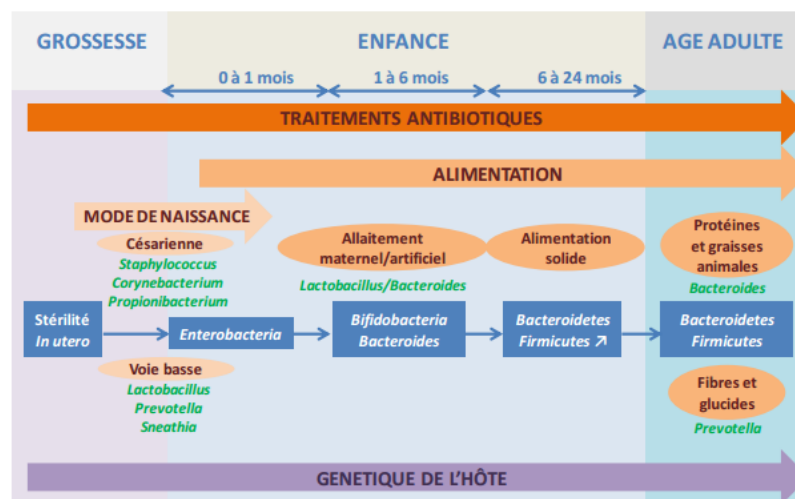 GROSSESSE
ENFANCE
AGE ADULTE
0 à 1 mois
1 à 6 mois
6 à 24 mois
TRAITEMENTS ANTIBIOTIQUES
ALIMENTATION
MODE DE NAISSANCE
Césarienne
Staphylococcus
Corynebacterium
Propionibacterium
Allaitement
maternel/artificiel
Lactobacillus/Bacteroides
Alimentation
solide
Protéines
et graisses
animales
Bacteroides
Stérilité
In utero
Enterobacteria
Bifidobacteria
Bacteroides
Bacteroidetes
Firmicutes ↗
Bacteroidetes
Firmicutes
Voie basse
Lactobacillus
Prevotella
Sneathia
Fibres et
glucides
Prevotella
GENETIQUE DE L'HÔTE